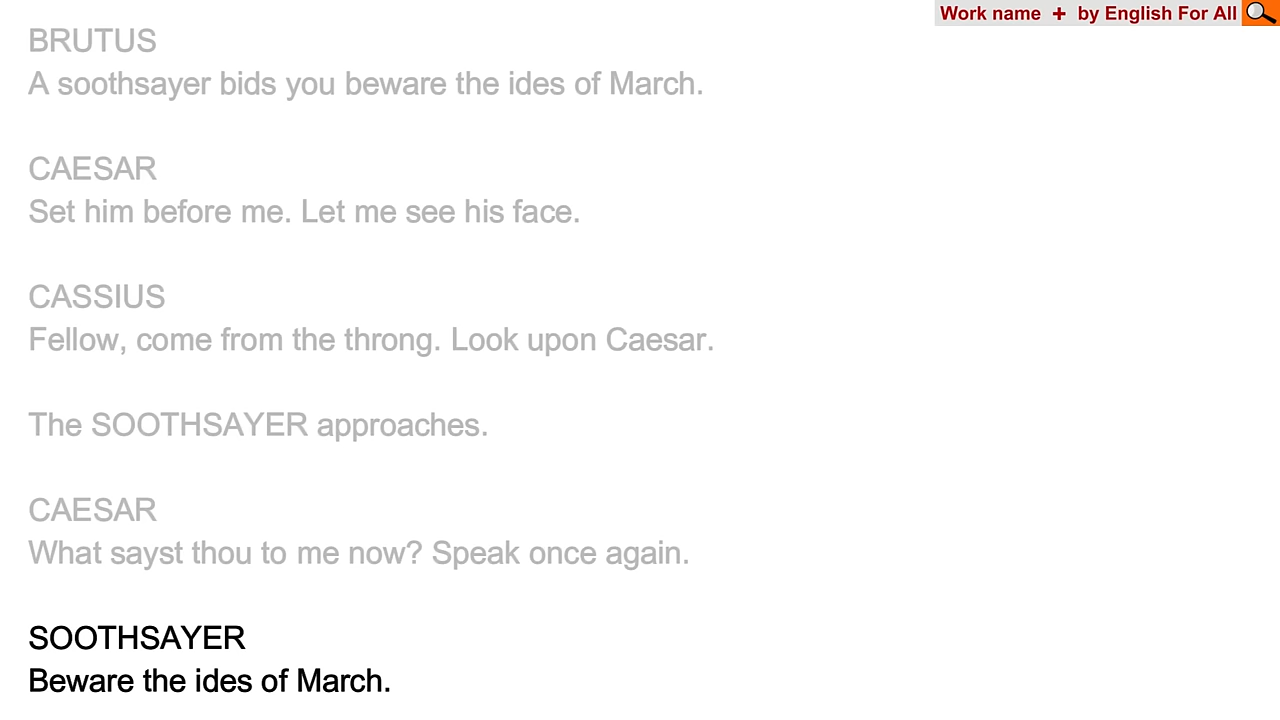 Work name + by English For All
BRUTUS
A soothsayer bids you beware the ides of March.
CAESAR
Set him before me. Let me see his face.
CASSIUS
Fellow, come from the throng. Look upon Caesar.
The SOOTHSAYER approaches.
CAESAR
What sayst thou to me now? Speak once again.
SOOTHSAYER
Beware the ides of March.